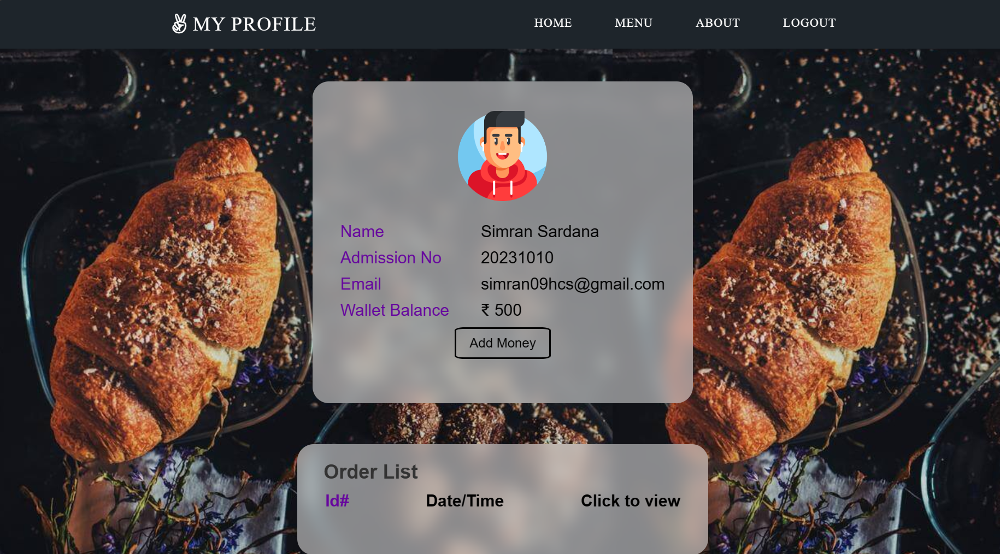 MY PROFILE
HOME MENU ABOUT LOGOUT
Name Simran Sardana
Admission No 20231010
Email simran09hcs@gmail.com
Wallet Balance ₹ 500
Add Money
Order List
Id# Date/Time Click to view